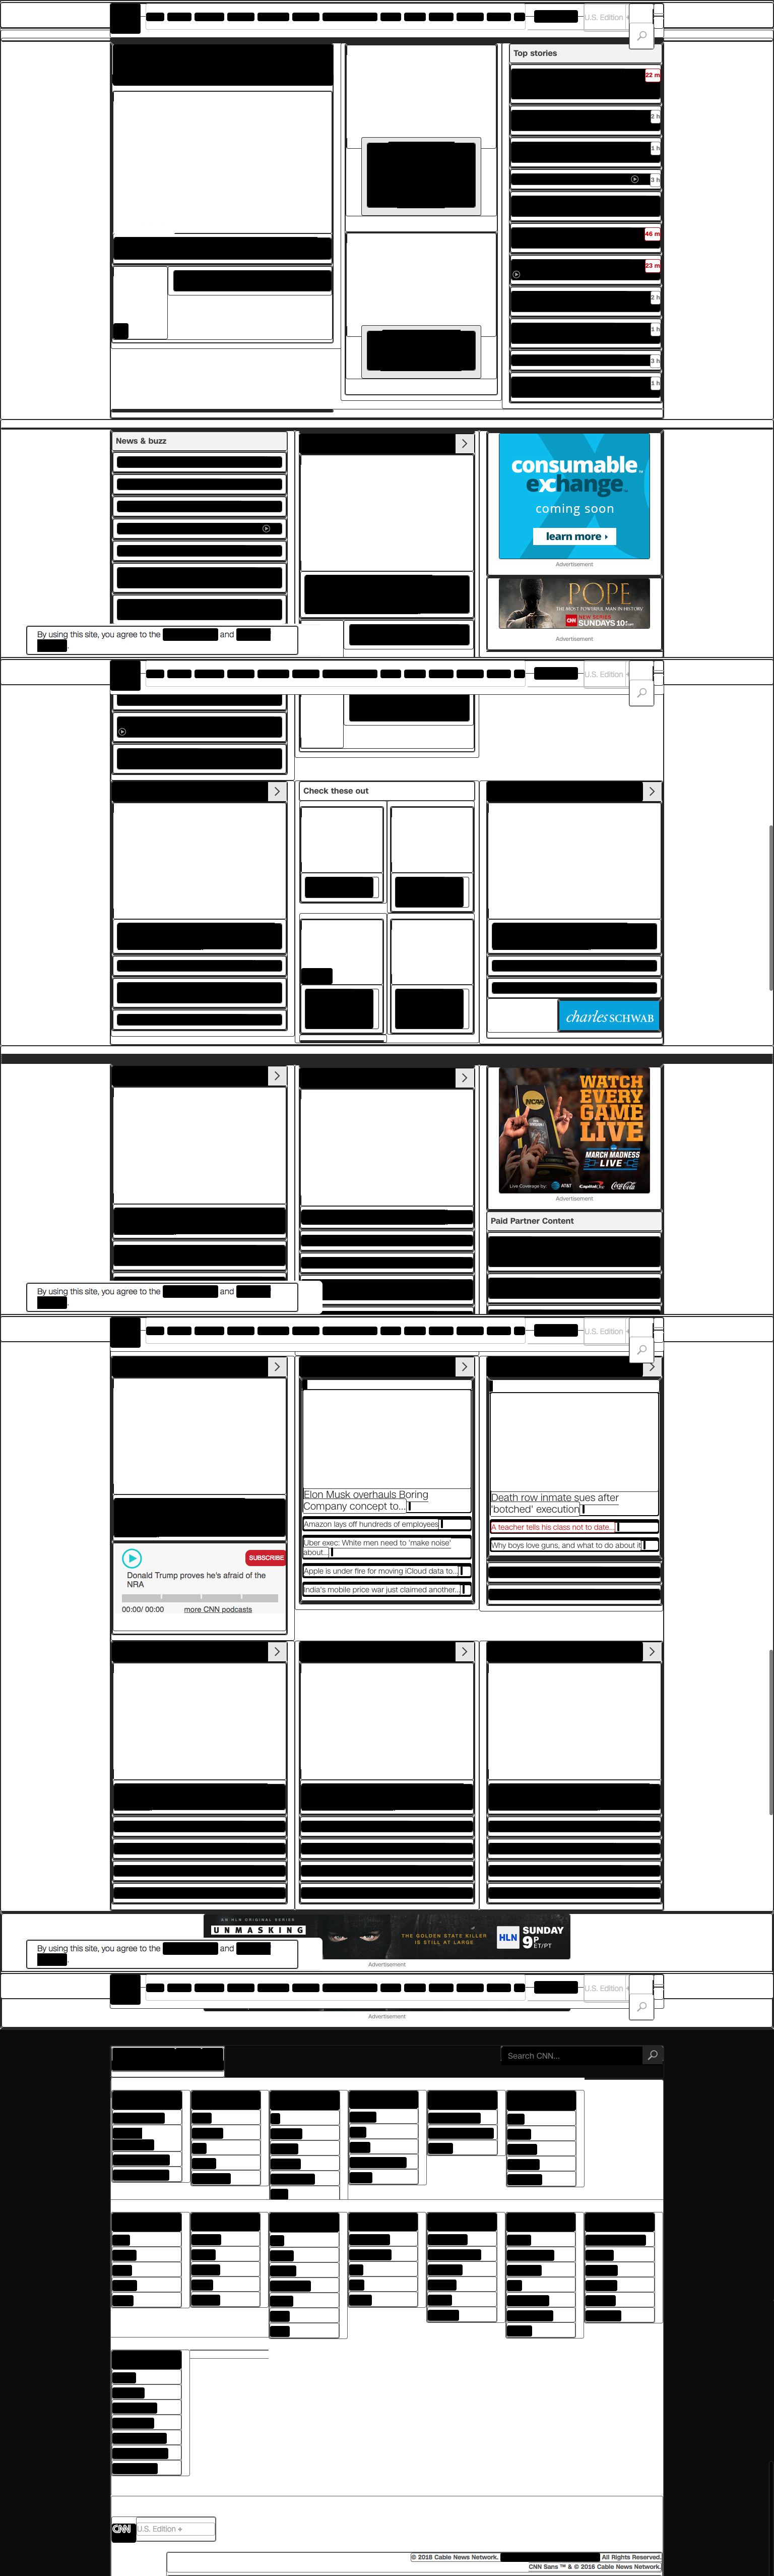 U.S. Edition +
Top stories
22 m
2 h
1 h
3 h
46 m
23 m
2 h
1 h
3 h
1 h
News & buzz
consumable
exchange
coming soon
learn more
Advertisement
POPE
THE MOST POWERFUL MAN IN HISTORY
CNN NEW SERIES
SUNDAYS 10
Advertisement
By using this site, you agree to the and
U.S. Edition +
Check these out
charles SCHWAB
NCAA
WATCH
EVERY
GAME
LIVE
MARCH MADNESS
LIVE
Live Coverage by: AT&T Capital One Coca-Cola
Advertisement
Paid Partner Content
By using this site, you agree to the and
U.S. Edition +
Elon Musk overhauls Boring
Company concept to...
Amazon lays off hundreds of employees
Uber exec: White men need to 'make noise'
about...
Apple is under fire for moving iCloud data to...
India's mobile price war just claimed another...
Death row inmate sues after
'botched' execution
A teacher tells his class not to date...
Why boys love guns, and what to do about it
SUBSCRIBE
Donald Trump proves he's afraid of the
NRA
00:00/ 00:00 more CNN podcasts
AN HLN ORIGINAL SERIES
UNMASKING
THE GOLDEN STATE KILLER
IS STILL AT LARGE
HLN
SUNDAY
9P ET/PT
Advertisement
By using this site, you agree to the and
U.S. Edition +
Advertisement
Search CNN...
CNN U.S. Edition +
© 2018 Cable News Network. All Rights Reserved.
CNN Sans ™ & © 2016 Cable News Network.